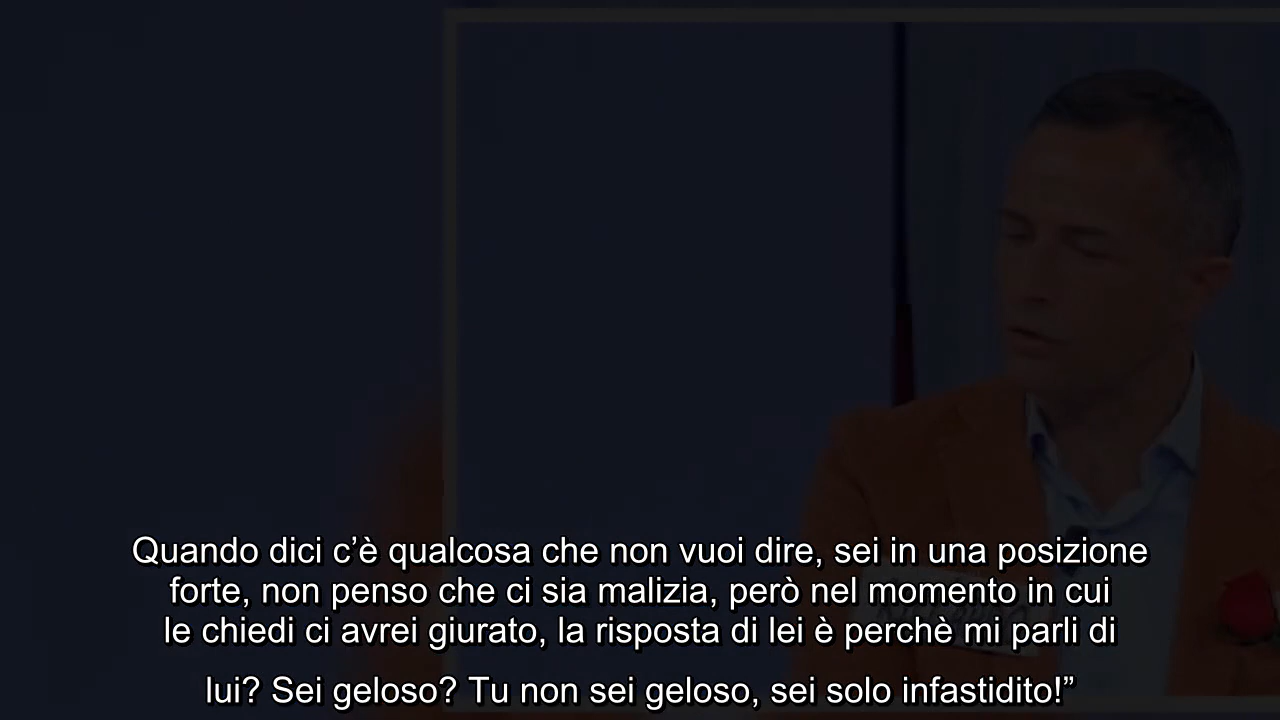 Quando dici c’è qualcosa che non vuoi dire, sei in una posizione
forte, non penso che ci sia malizia, però nel momento in cui
le chiedi ci avrei giurato, la risposta di lei è perchè mi parli di
lui? Sei geloso? Tu non sei geloso, sei solo infastidito!”